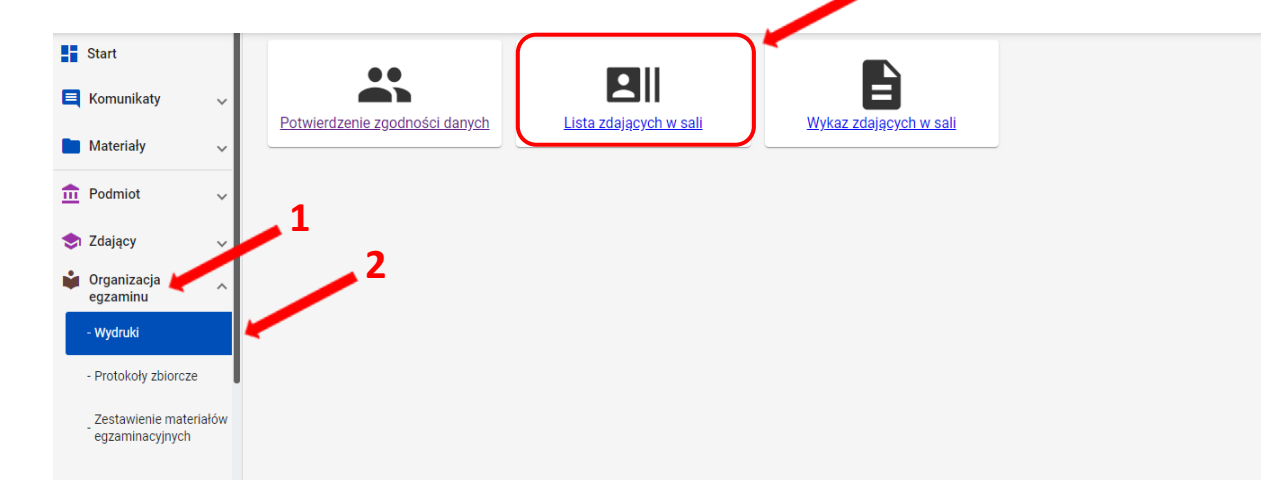 Start
Komunikaty
Materiały
Podmiot
Zdający
Organizacja
egzaminu
- Wydruki
- Protokoły zbiorcze
- Zestawienie materiałów
egzaminacyjnych
Potwierdzenie zgodności danych
Lista zdających w sali
Wykaz zdających w sali
1
2